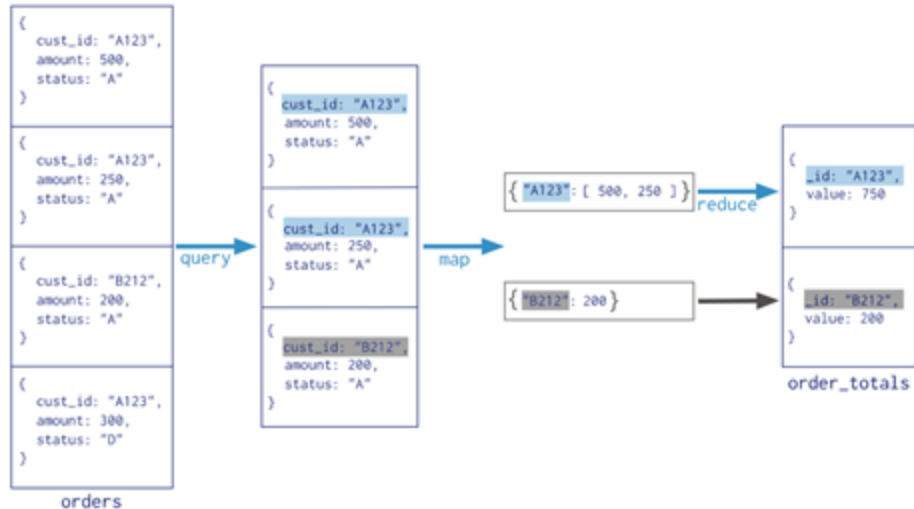 {
cust_id: "A123",
amount: 500,
status: "A"
}
{
cust_id: "A123",
amount: 250,
status: "A"
}
{
cust_id: "B212",
amount: 200,
status: "A"
}
{
cust_id: "A123",
amount: 300,
status: "D"
}
orders
query
{
cust_id: "A123",
amount: 500,
status: "A"
}
{
cust_id: "A123",
amount: 250,
status: "A"
}
{
cust_id: "B212",
amount: 200,
status: "A"
}
map
{ "A123": [ 500, 250 ] }
{ "B212": 200 }
reduce
{
_id: "A123",
value: 750
}
{
_id: "B212",
value: 200
}
order_totals